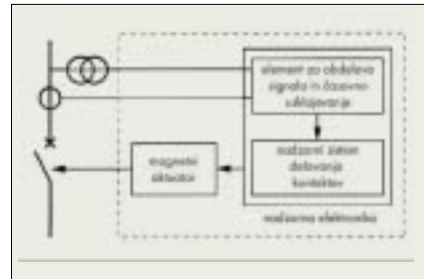 element za obdelavo
signala in časovno
usklajevanje
nadzorni sistem
delovanja
kontaktov
magnetni
aktuator
nadzorna elektronika